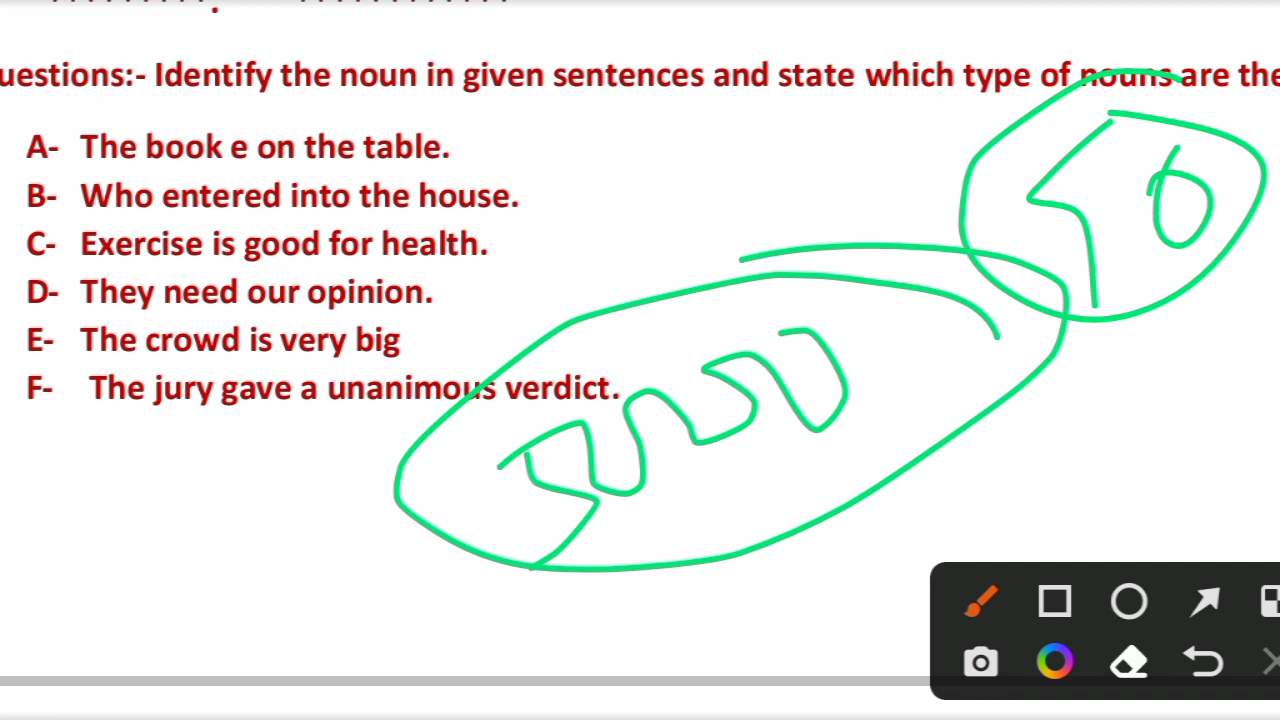 uestions:- Identify the noun in given sentences and state which type of nouns are the
A- The book e on the table.
B- Who entered into the house.
C- Exercise is good for health.
D- They need our opinion.
E- The crowd is very big
F- The jury gave a unanimous verdict.
50